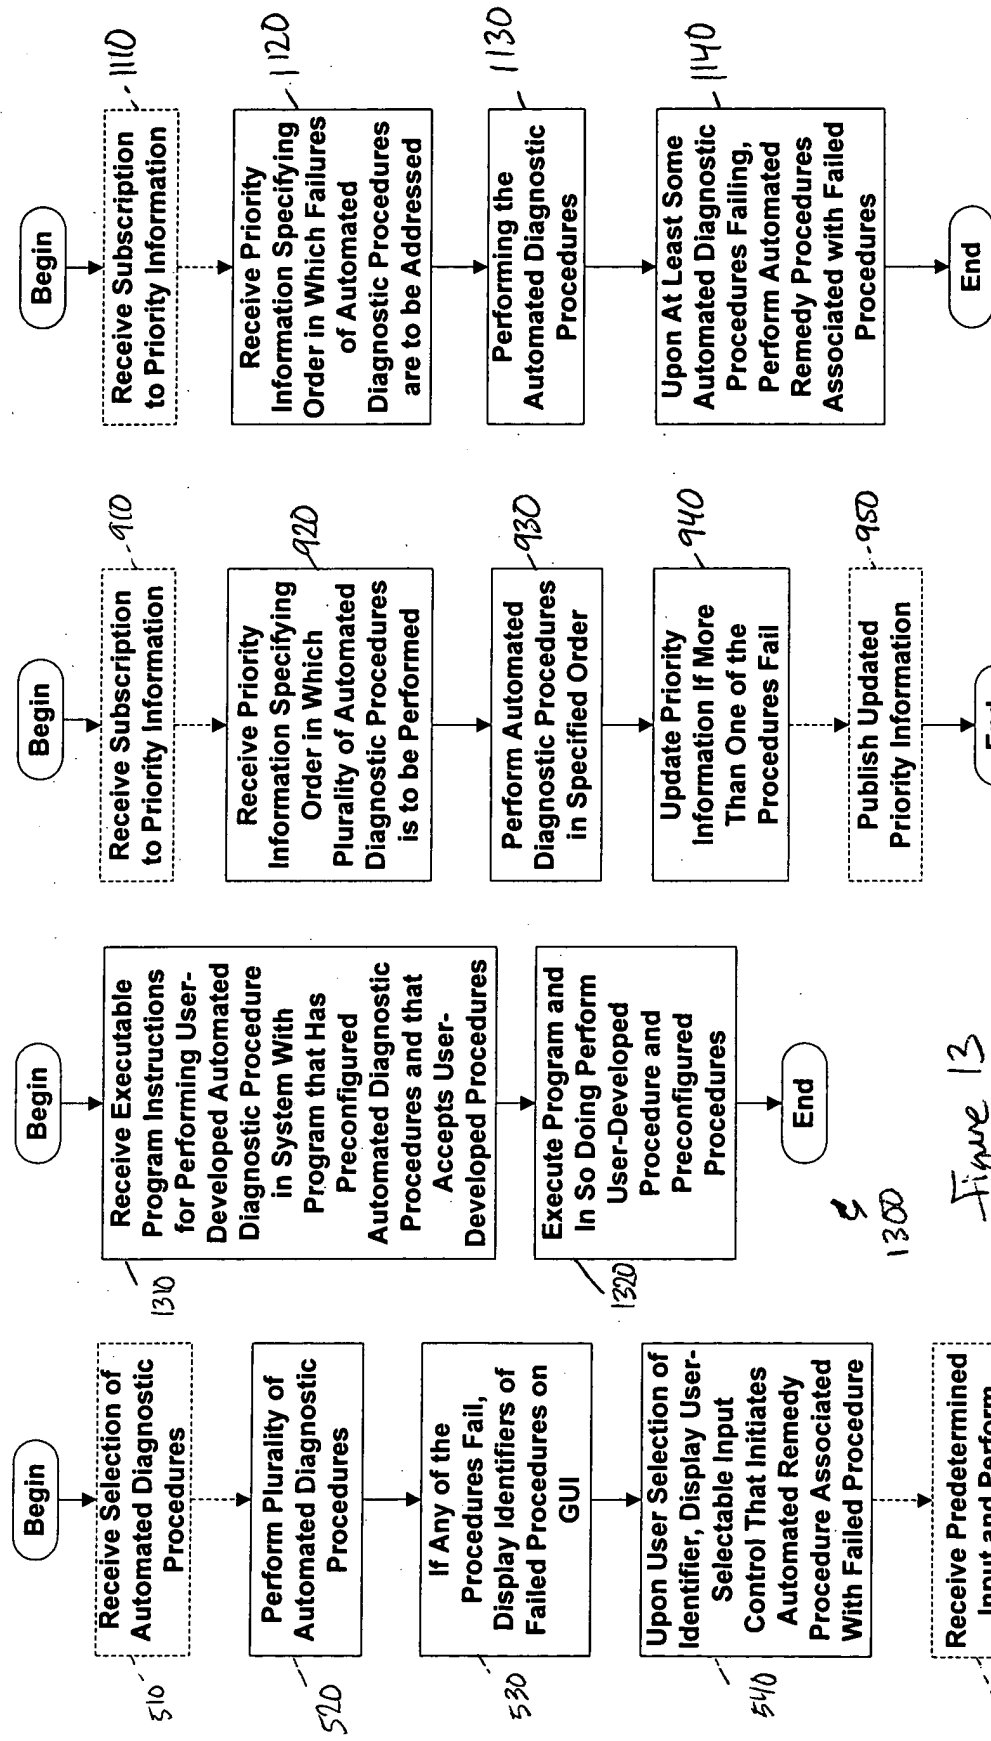 Begin
Receive Selection of
Automated Diagnostic
Procedures
510
Perform Plurality of
Automated Diagnostic
Procedures
520
If Any of the
Procedures Fail,
Display Identifiers of
Failed Procedures on
GUI
530
Upon User Selection of
Identifier, Display User-
Selectable Input
Control That Initiates
Automated Remedy
Procedure Associated
With Failed Procedure
540
Receive Predetermined
Input and Perform
Begin
Receive Executable
Program Instructions
for Performing User-
Developed Automated
Diagnostic Procedure
in System With
Program that Has
Preconfigured
Automated Diagnostic
Procedures and that
Accepts User-
Developed Procedures
1310
Execute Program and
In So Doing Perform
User-Developed
Procedure and
Preconfigured
Procedures
1320
End
1300
Figure 13
Begin
Receive Subscription
to Priority Information
910
Receive Priority
Information Specifying
Order in Which
Plurality of Automated
Diagnostic Procedures
is to be Performed
920
Perform Automated
Diagnostic Procedures
in Specified Order
930
Update Priority
Information If More
Than One of the
Procedures Fail
940
Publish Updated
Priority Information
950
End
Begin
Receive Subscription
to Priority Information
1110
Receive Priority
Information Specifying
Order in Which Failures
of Automated
Diagnostic Procedures
are to be Addressed
1120
Performing the
Automated Diagnostic
Procedures
1130
Upon At Least Some
Automated Diagnostic
Procedures Failing,
Perform Automated
Remedy Procedures
Associated with Failed
Procedures
1140
End